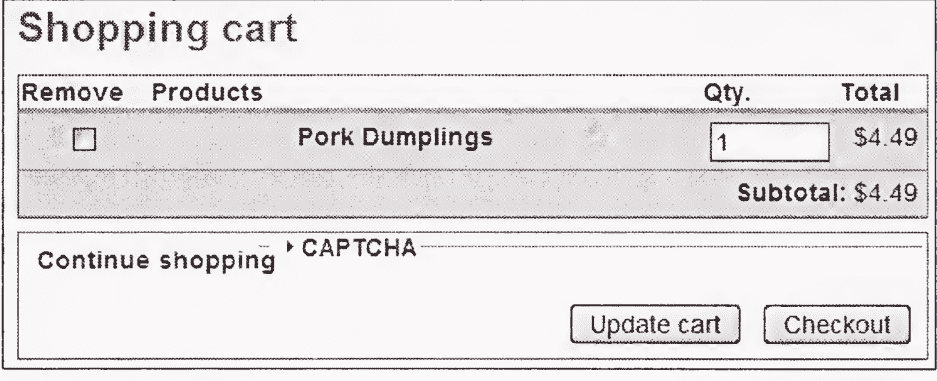 Shopping cart
Remove Products Qty. Total
Pork Dumplings 1 $4.49
Subtotal: $4.49
Continue shopping CAPTCHA
Update cart Checkout